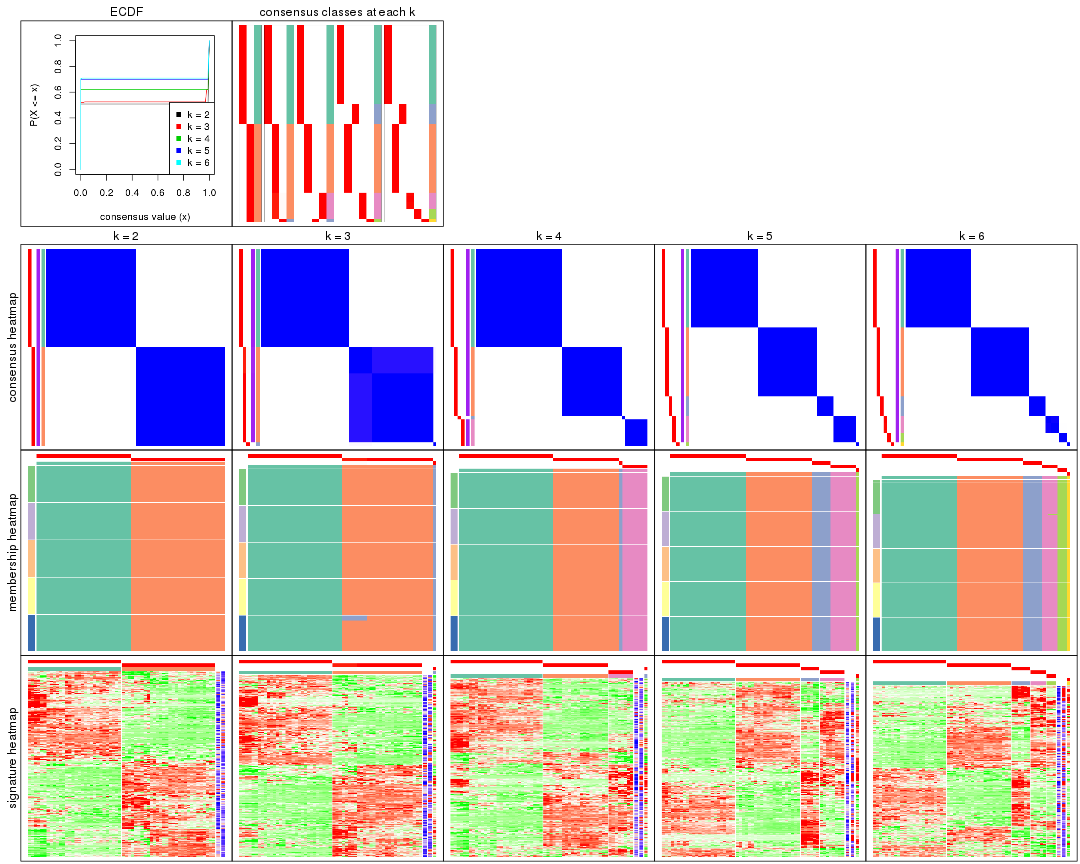 ECDF
consensus classes at each k
P(X <= x)
1.0
0.8
0.6
0.4
0.2
0.0
k = 2
k = 3
k = 4
k = 5
k = 6
0.0 0.2 0.4 0.6 0.8 1.0
consensus value (x)
k = 2
k = 3
k = 4
k = 5
k = 6
consensus heatmap
membership heatmap
signature heatmap